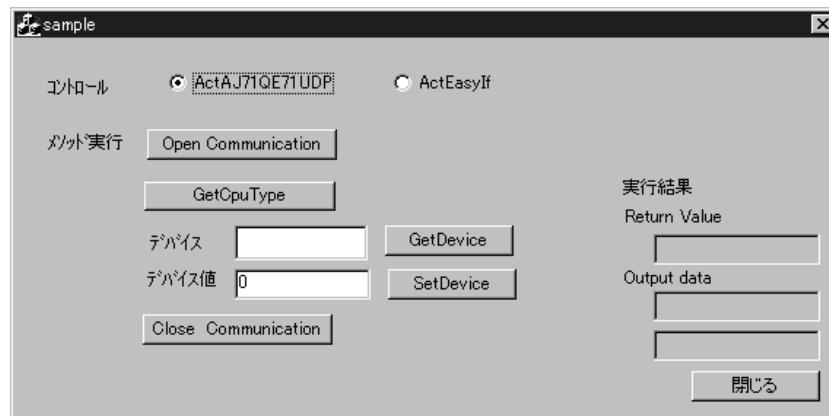 sample
ｺﾝﾄﾛｰﾙ ActAJ71QE71UDP ActEasyIf
ﾒｿｯﾄﾞ実行 Open Communication
GetCpuType
実行結果
Return Value
ﾃﾞﾊﾞｲｽ GetDevice
ﾃﾞﾊﾞｲｽ値 0 SetDevice
Output data
Close Communication
閉じる